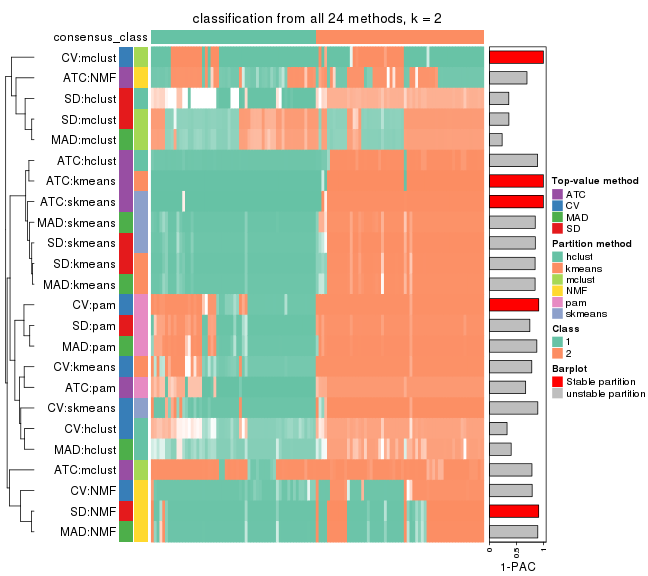 classification from all 24 methods, k = 2
consensus_class
CV:mclust
ATC:NMF
SD:hclust
SD:mclust
MAD:mclust
ATC:hclust
ATC:kmeans
ATC:skmeans
MAD:skmeans
SD:skmeans
SD:kmeans
MAD:kmeans
CV:pam
SD:pam
MAD:pam
CV:kmeans
ATC:pam
CV:skmeans
CV:hclust
MAD:hclust
ATC:mclust
CV:NMF
SD:NMF
MAD:NMF
0
0.5
1
1-PAC
Top-value method
ATC
CV
MAD
SD
Partition method
hclust
kmeans
mclust
NMF
pam
skmeans
Class
1
2
Barplot
Stable partition
unstable partition